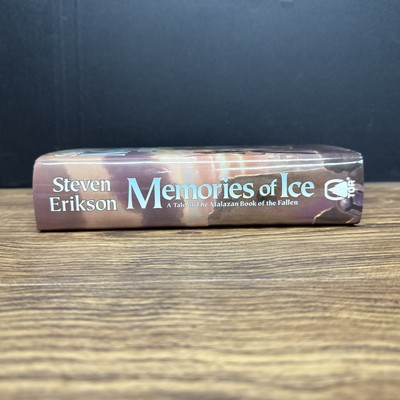 Steven
Erikson
Memories of Ice
A Tale of The Malazan Book of the Fallen
TOR